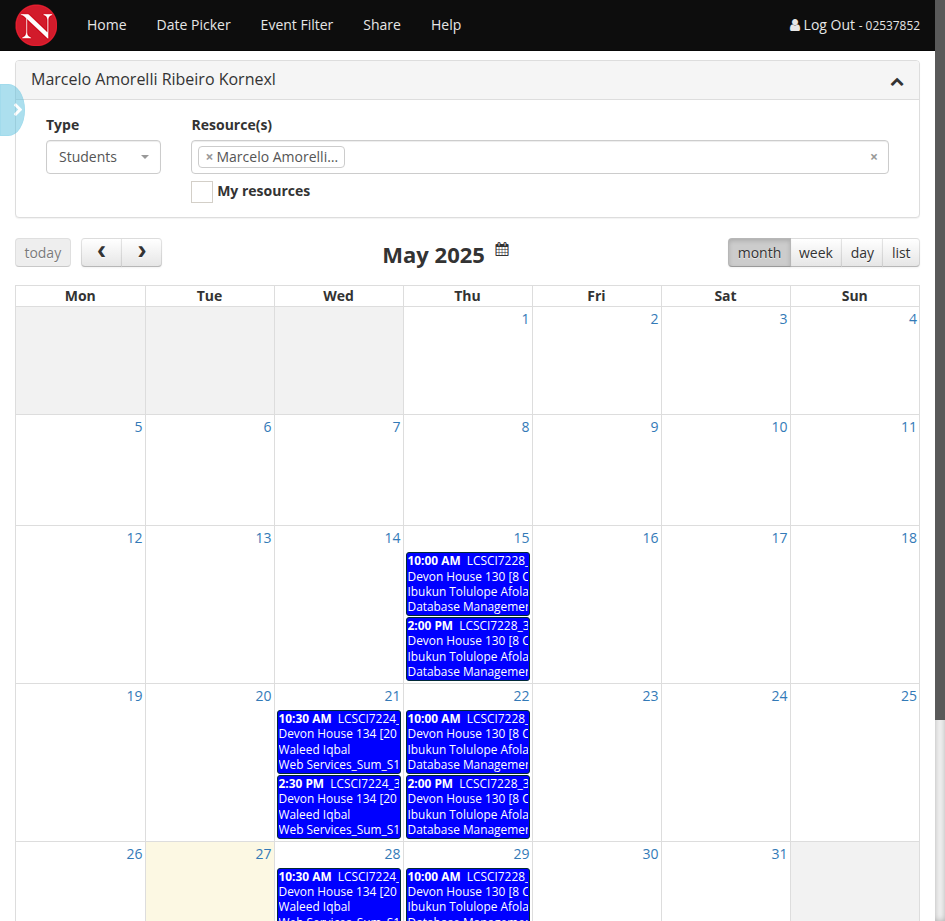 N Home Date Picker Event Filter Share Help Log Out - 02537852
Marcelo Amorelli Ribeiro Kornexl
Type Resource(s)
Students × Marcelo Amorelli... ×
My resources
today May 2025 month week day list
Mon Tue Wed Thu Fri Sat Sun
1 2 3 4
5 6 7 8 9 10 11
12 13 14 15 16 17 18
10:00 AM LCSCI7228_
Devon House 130 [8 C
Ibukun Tolulope Afola
Database Managemer
2:00 PM LCSCI7228_3
Devon House 130 [8 C
Ibukun Tolulope Afola
Database Managemer
19 20 21 22 23 24 25
10:30 AM LCSCI7224_ 10:00 AM LCSCI7228_
Devon House 134 [20 Devon House 130 [8 C
Waleed Iqbal Ibukun Tolulope Afola
Web Services_Sum_S1 Database Managemer
2:30 PM LCSCI7224_3 2:00 PM LCSCI7228_3
Devon House 134 [20 Devon House 130 [8 C
Waleed Iqbal Ibukun Tolulope Afola
Web Services_Sum_S1 Database Managemer
26 27 28 29 30 31
10:30 AM LCSCI7224_ 10:00 AM LCSCI7228_
Devon House 134 [20 Devon House 130 [8 C
Waleed Iqbal Ibukun Tolulope Afola